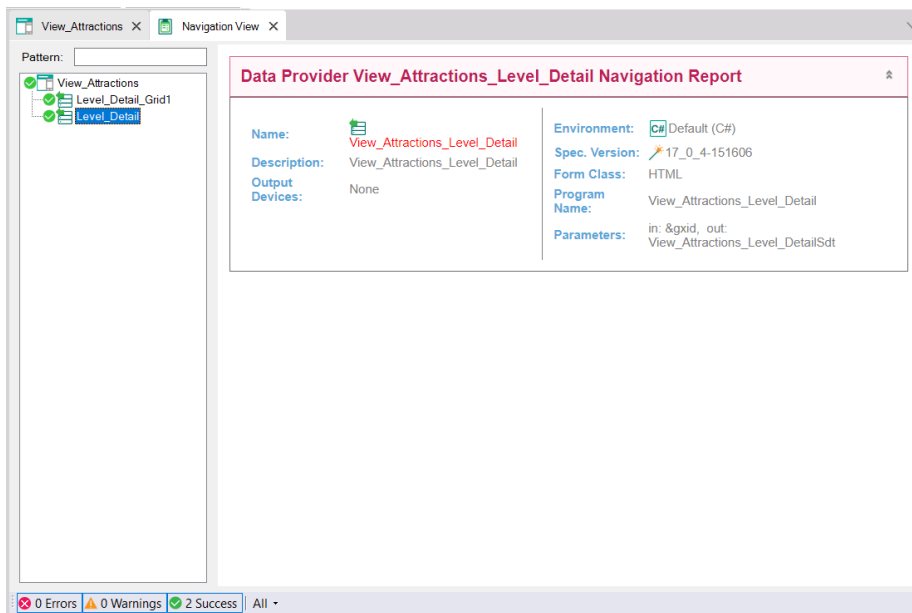 View_Attractions
Navigation View
Pattern:
View_Attractions
Level_Detail_Grid1
Level_Detail
Data Provider View_Attractions_Level_Detail Navigation Report
Name:
View_Attractions_Level_Detail
Description: View_Attractions_Level_Detail
Output
Devices:
None
Environment: C# Default (C#)
Spec. Version: 17_0_4-151606
Form Class: HTML
Program
Name:
View_Attractions_Level_Detail
Parameters:
in: &gxid, out:
View_Attractions_Level_DetailSdt
0 Errors 0 Warnings 2 Success All